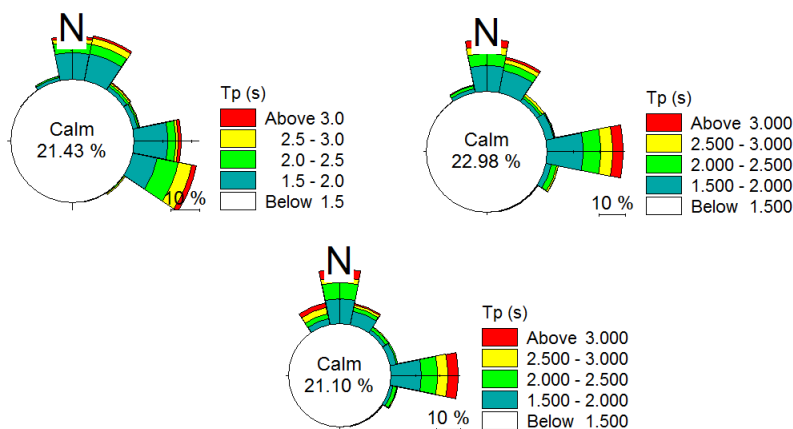 N
Calm
21.43 %
10 %
Tp (s)
Above 3.0
2.5 - 3.0
2.0 - 2.5
1.5 - 2.0
Below 1.5
N
Calm
22.98 %
10 %
Tp (s)
Above 3.000
2.500 - 3.000
2.000 - 2.500
1.500 - 2.000
Below 1.500
N
Calm
21.10 %
10 %
Tp (s)
Above 3.000
2.500 - 3.000
2.000 - 2.500
1.500 - 2.000
Below 1.500